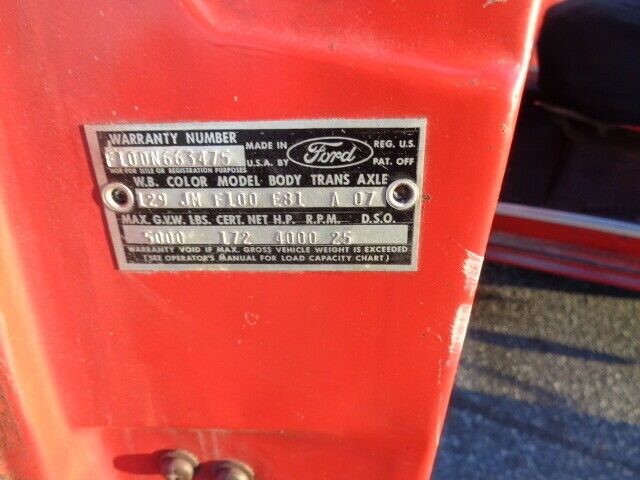 WARRANTY NUMBER
F10DN663475 MADE IN U.S.A. BY Ford REG. U.S. PAT. OFF
NOT FOR TITLE OR REGISTRATION PURPOSES
W.B. COLOR MODEL BODY TRANS AXLE
129 JM F100 E81 A 07
MAX. G.V.W. LBS. CERT. NET H.P. R.P.M. D.S.O.
5000 172 4000 25
WARRANTY VOID IF MAX. GROSS VEHICLE WEIGHT IS EXCEEDED
(SEE OPERATOR'S MANUAL FOR LOAD CAPACITY CHART)